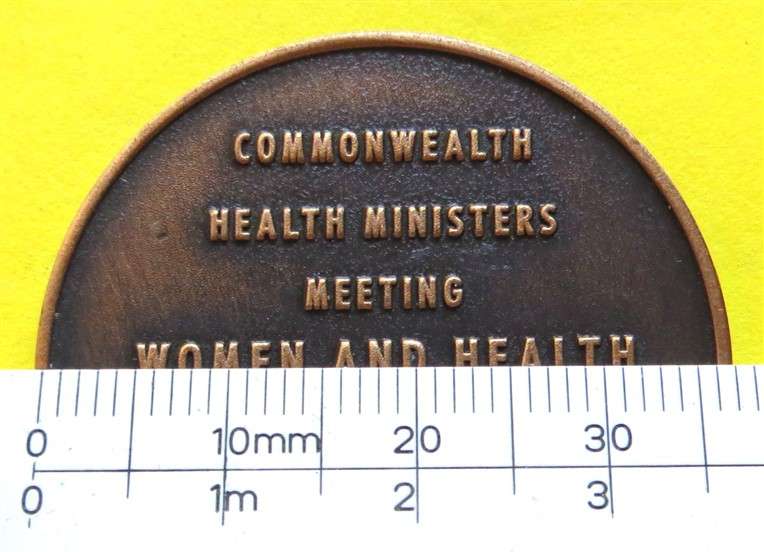 COMMONWEALTH
HEALTH MINISTERS
MEETING
WOMEN AND HEALTH
0 10mm 20 30
0 1m 2 3